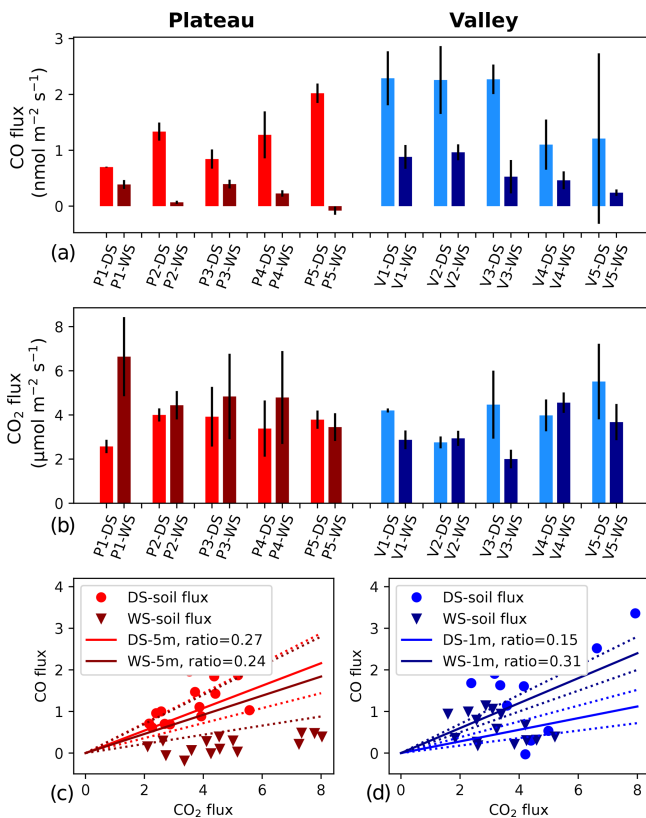 Plateau Valley
3
2
1
0
CO flux
(nmol m⁻² s⁻¹)
(a)
P1-DS P1-WS P2-DS P2-WS P3-DS P3-WS P4-DS P4-WS P5-DS P5-WS V1-DS V1-WS V2-DS V2-WS V3-DS V3-WS V4-DS V4-WS V5-DS V5-WS
8
6
4
2
0
CO₂ flux
(μmol m⁻² s⁻¹)
(b)
P1-DS P1-WS P2-DS P2-WS P3-DS P3-WS P4-DS P4-WS P5-DS P5-WS V1-DS V1-WS V2-DS V2-WS V3-DS V3-WS V4-DS V4-WS V5-DS V5-WS
4
3
2
1
0
CO flux
DS-soil flux
WS-soil flux
DS-5m, ratio=0.27
WS-5m, ratio=0.24
0 2 4 6 8
(c)
CO₂ flux
4
3
2
1
0
CO flux
DS-soil flux
WS-soil flux
DS-1m, ratio=0.15
WS-1m, ratio=0.31
0 2 4 6 8
(d)
CO₂ flux